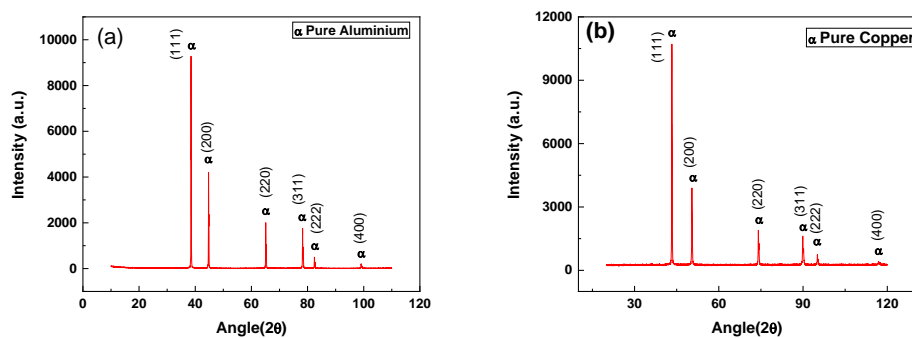 (a)
α Pure Aluminium
Intensity (a.u.)
10000
8000
6000
4000
2000
0
(111)
α
(200)
α
(220)
α
(311)
α
(222)
α
(400)
α
0 20 40 60 80 100 120
Angle(2θ)
(b)
α Pure Copper
Intensity (a.u.)
12000
9000
6000
3000
0
(111)
α
(200)
α
(220)
α
(311)
α
(222)
α
(400)
α
30 60 90 120
Angle(2θ)